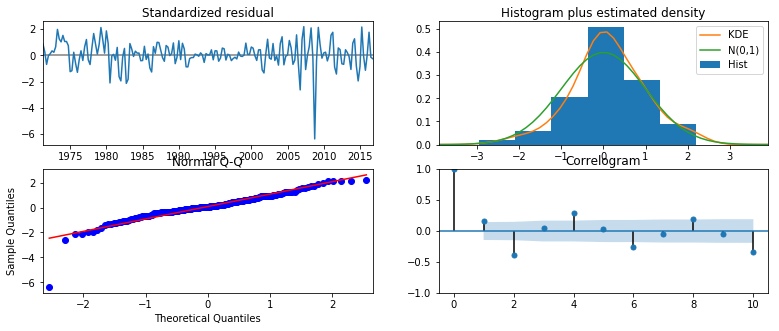 Standardized residual
2
0
−2
−4
−6
1975 1980 1985 1990 1995 2000 2005 2010 2015
Histogram plus estimated density
0.5
0.4
0.3
0.2
0.1
0.0
KDE
N(0,1)
Hist
−3 −2 −1 0 1 2 3
Normal Q-Q
Sample Quantiles
2
0
−2
−4
−6
−2 −1 0 1 2
Theoretical Quantiles
Correlogram
1.0
0.5
0.0
−0.5
−1.0
0 2 4 6 8 10